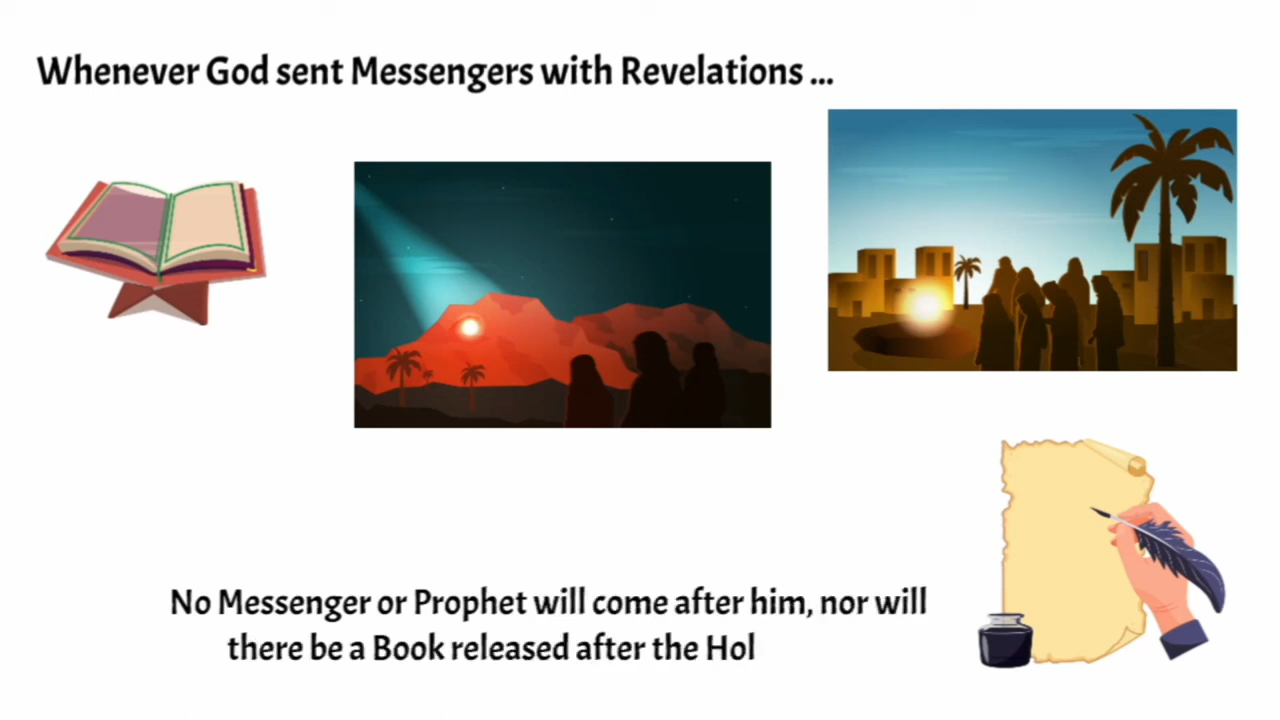 Whenever God sent Messengers with Revelations ...
No Messenger or Prophet will come after him, nor will
there be a Book released after the Hol